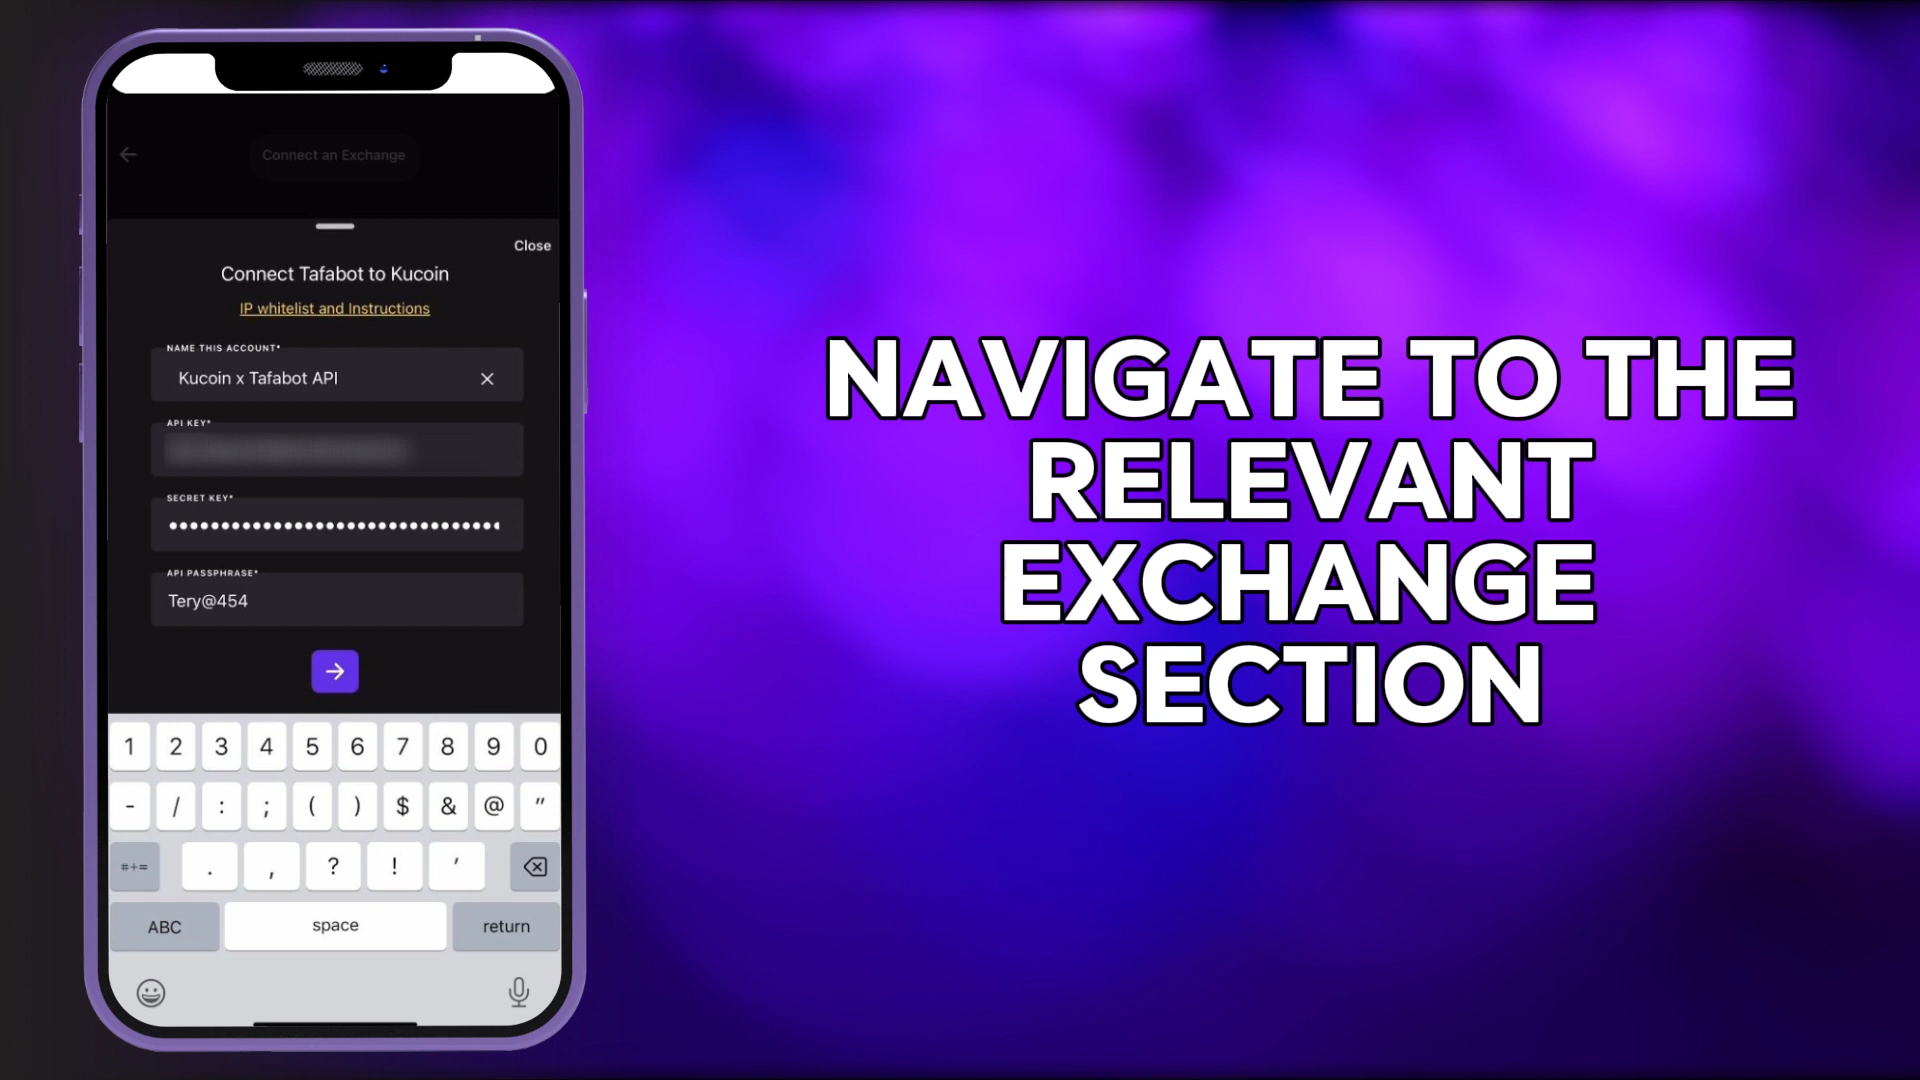 Connect an Exchange
Close
Connect Tafabot to Kucoin
IP whitelist and Instructions
NAME THIS ACCOUNT*
Kucoin x Tafabot API
API KEY*
SECRET KEY*
API PASSPHRASE*
Tery@454
1 2 3 4 5 6 7 8 9 0
- / : ; ( ) $ & @ "
#+= . , ? ! '
ABC space return
NAVIGATE TO THE
RELEVANT
EXCHANGE
SECTION